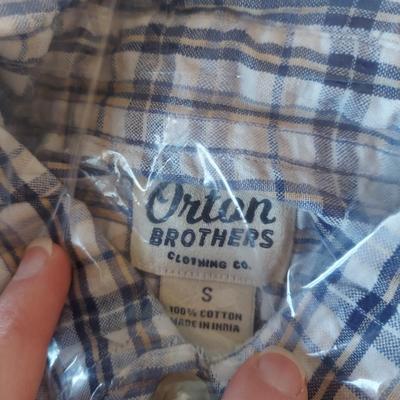 Orton
BROTHERS
CLOTHING CO.
S
100% COTTON
MADE IN INDIA